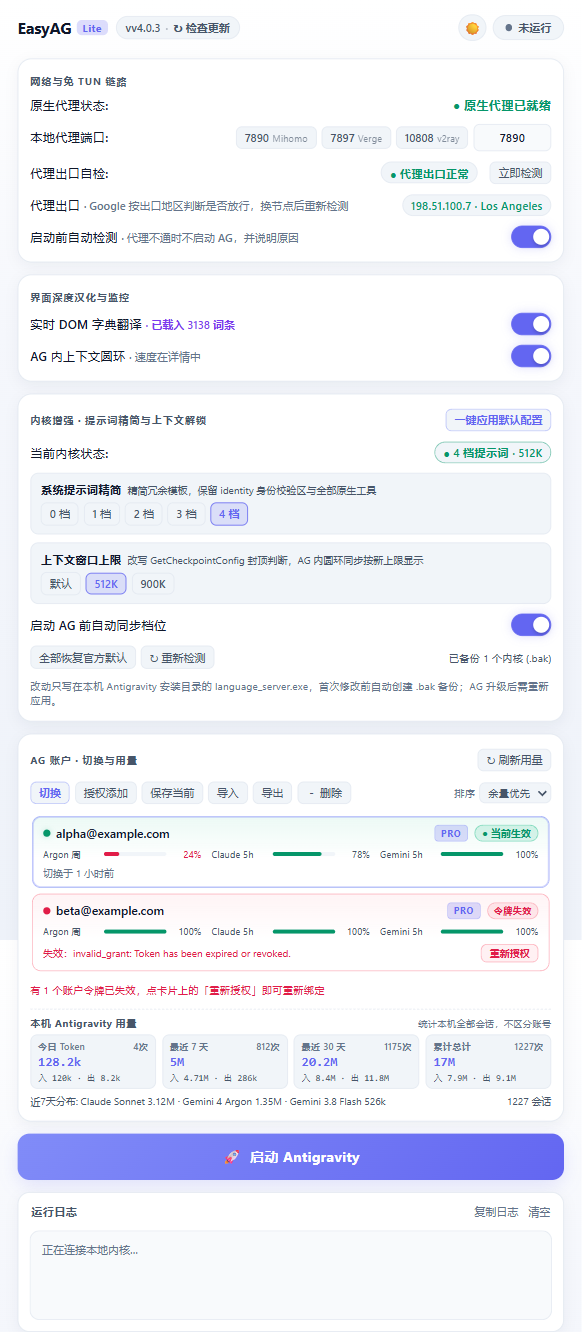 EasyAG Lite vv4.0.3 · ↻ 检查更新 未运行
网络与免 TUN 链路
原生代理状态: ● 原生代理已就绪
本地代理端口: 7890 Mihomo 7897 Verge 10808 v2ray 7890
代理出口自检: ● 代理出口正常 立即检测
代理出口 · Google 按出口地区判断是否放行，换节点后重新检测 198.51.100.7 · Los Angeles
启动前自动检测 · 代理不通时不启动 AG，并说明原因
界面深度汉化与监控
实时 DOM 字典翻译 · 已载入 3138 词条
AG 内上下文圆环 · 速度在详情中
内核增强 · 提示词精简与上下文解锁 一键应用默认配置
当前内核状态: ● 4 档提示词 · 512K
系统提示词精简 精简冗余模板，保留 identity 身份校验区与全部原生工具
0 档 1 档 2 档 3 档 4 档
上下文窗口上限 改写 GetCheckpointConfig 封顶判断，AG 内圆环同步按新上限显示
默认 512K 900K
启动 AG 前自动同步档位
全部恢复官方默认 ↻ 重新检测 已备份 1 个内核 (.bak)
改动只写在本机 Antigravity 安装目录的 language_server.exe，首次修改前自动创建 .bak 备份；AG 升级后需重新
应用。
AG 账户 · 切换与用量 ↻ 刷新用量
切换 授权添加 保存当前 导入 导出 - 删除 排序 余量优先
alpha@example.com PRO ● 当前生效
Argon 周 24% Claude 5h 78% Gemini 5h 100%
切换于 1 小时前
beta@example.com PRO 令牌失效
Argon 周 100% Claude 5h 100% Gemini 5h 100%
失效：invalid_grant: Token has been expired or revoked. 重新授权
有 1 个账户令牌已失效，点卡片上的「重新授权」即可重新绑定
本机 Antigravity 用量 统计本机全部会话，不区分账号
今日 Token 4次 最近 7 天 812次 最近 30 天 1175次 累计总计 1227次
128.2k 5M 20.2M 17M
入 120k · 出 8.2k 入 4.71M · 出 286k 入 8.4M · 出 11.8M 入 7.9M · 出 9.1M
近7天分布: Claude Sonnet 3.12M · Gemini 4 Argon 1.35M · Gemini 3.8 Flash 526k 1227 会话
🚀 启动 Antigravity
运行日志 复制日志 清空
正在连接本地内核...